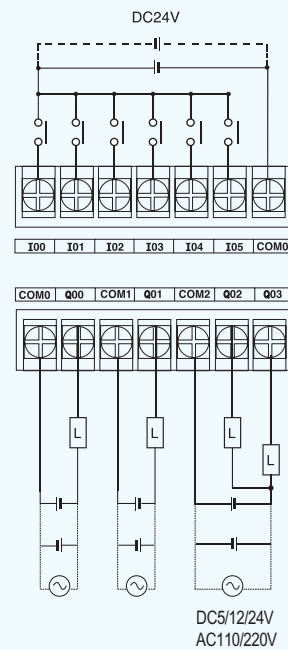 DC24V
I00 I01 I02 I03 I04 I05 COM0
COM0 Q00 COM1 Q01 COM2 Q02 Q03
L L L
L
DC5/12/24V
AC110/220V